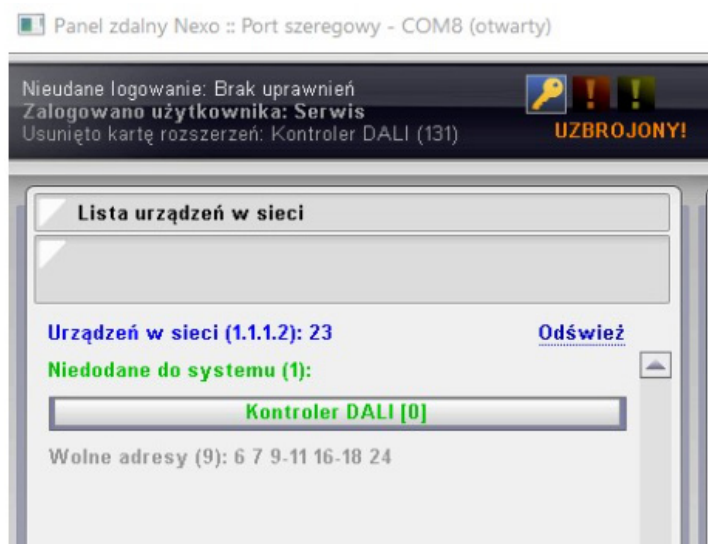 Panel zdalny Nexo :: Port szeregowy - COM8 (otwarty)
Nieudane logowanie: Brak uprawnień
Zalogowano użytkownika: Serwis
Usunięto kartę rozszerzeń: Kontroler DALI (131)
UZBROJONY!
Lista urządzeń w sieci
Urządzeń w sieci (1.1.1.2): 23 Odśwież
Niedodane do systemu (1):
Kontroler DALI [0]
Wolne adresy (9): 6 7 9-11 16-18 24